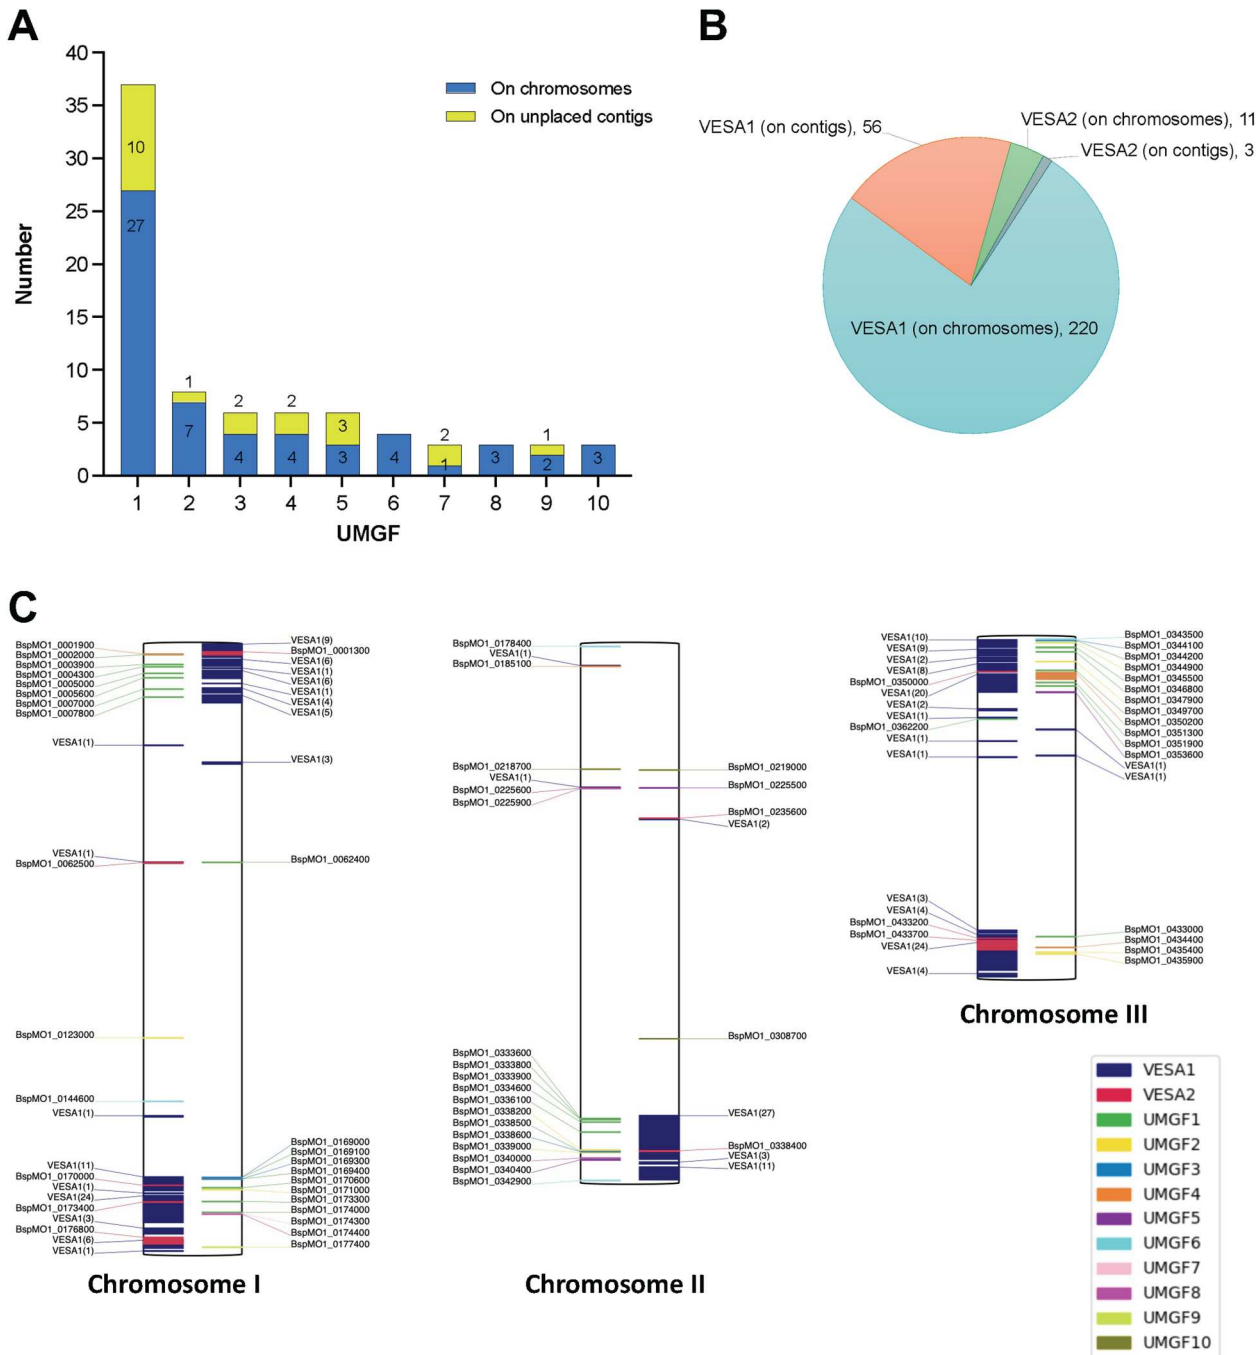 A
40
35
30
25
20
15
10
5
0
Number
10
27
1
7
2
4
2
4
3
3
4
2
1
3
1
2
3
1 2 3 4 5 6 7 8 9 10
UMGF
On chromosomes
On unplaced contigs
B
VESA1 (on contigs), 56
VESA2 (on chromosomes), 11
VESA2 (on contigs), 3
VESA1 (on chromosomes), 220
C
BspMO1_0001900
BspMO1_0002000
BspMO1_0003900
BspMO1_0004300
BspMO1_0005000
BspMO1_0005600
BspMO1_0007000
BspMO1_0007800
VESA1(1)
VESA1(1)
BspMO1_0062500
BspMO1_0123000
BspMO1_0144600
VESA1(1)
VESA1(11)
BspMO1_0170000
VESA1(1)
VESA1(24)
BspMO1_0173400
VESA1(3)
BspMO1_0176800
VESA1(6)
VESA1(1)
VESA1(9)
BspMO1_0001300
VESA1(6)
VESA1(1)
VESA1(6)
VESA1(1)
VESA1(4)
VESA1(5)
VESA1(3)
BspMO1_0062400
BspMO1_0169000
BspMO1_0169100
BspMO1_0169300
BspMO1_0169400
BspMO1_0170600
BspMO1_0171000
BspMO1_0173300
BspMO1_0174000
BspMO1_0174300
BspMO1_0174400
BspMO1_0177400
Chromosome I
BspMO1_0178400
VESA1(1)
BspMO1_0185100
BspMO1_0218700
VESA1(1)
BspMO1_0225600
BspMO1_0225900
BspMO1_0333600
BspMO1_0333800
BspMO1_0333900
BspMO1_0334600
BspMO1_0336100
BspMO1_0338200
BspMO1_0338500
BspMO1_0338600
BspMO1_0339000
BspMO1_0340000
BspMO1_0340400
BspMO1_0342900
BspMO1_0219000
BspMO1_0225500
BspMO1_0235600
VESA1(2)
BspMO1_0308700
VESA1(27)
BspMO1_0338400
VESA1(3)
VESA1(11)
Chromosome II
VESA1(10)
VESA1(9)
VESA1(2)
VESA1(8)
BspMO1_0350000
VESA1(20)
VESA1(2)
VESA1(1)
BspMO1_0362200
VESA1(1)
VESA1(1)
VESA1(3)
VESA1(4)
BspMO1_0433200
BspMO1_0433700
VESA1(24)
VESA1(4)
BspMO1_0343500
BspMO1_0344100
BspMO1_0344200
BspMO1_0344900
BspMO1_0345500
BspMO1_0346800
BspMO1_0347900
BspMO1_0349700
BspMO1_0350200
BspMO1_0351300
BspMO1_0351900
BspMO1_0353600
VESA1(1)
VESA1(1)
BspMO1_0433000
BspMO1_0434400
BspMO1_0435400
BspMO1_0435900
Chromosome III
VESA1
VESA2
UMGF1
UMGF2
UMGF3
UMGF4
UMGF5
UMGF6
UMGF7
UMGF8
UMGF9
UMGF10